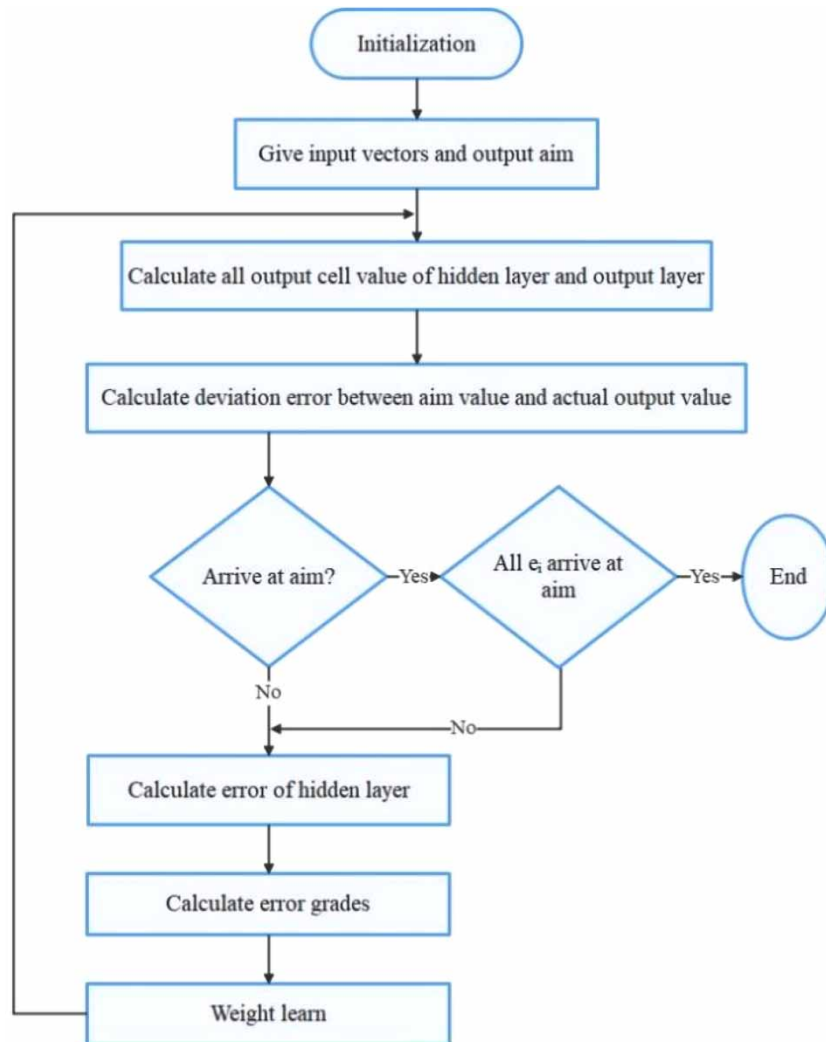 Initialization
Give input vectors and output aim
Calculate all output cell value of hidden layer and output layer
Calculate deviation error between aim value and actual output value
Arrive at aim?
Yes
All eᵢ arrive at
aim
Yes
End
No
No
Calculate error of hidden layer
Calculate error grades
Weight learn